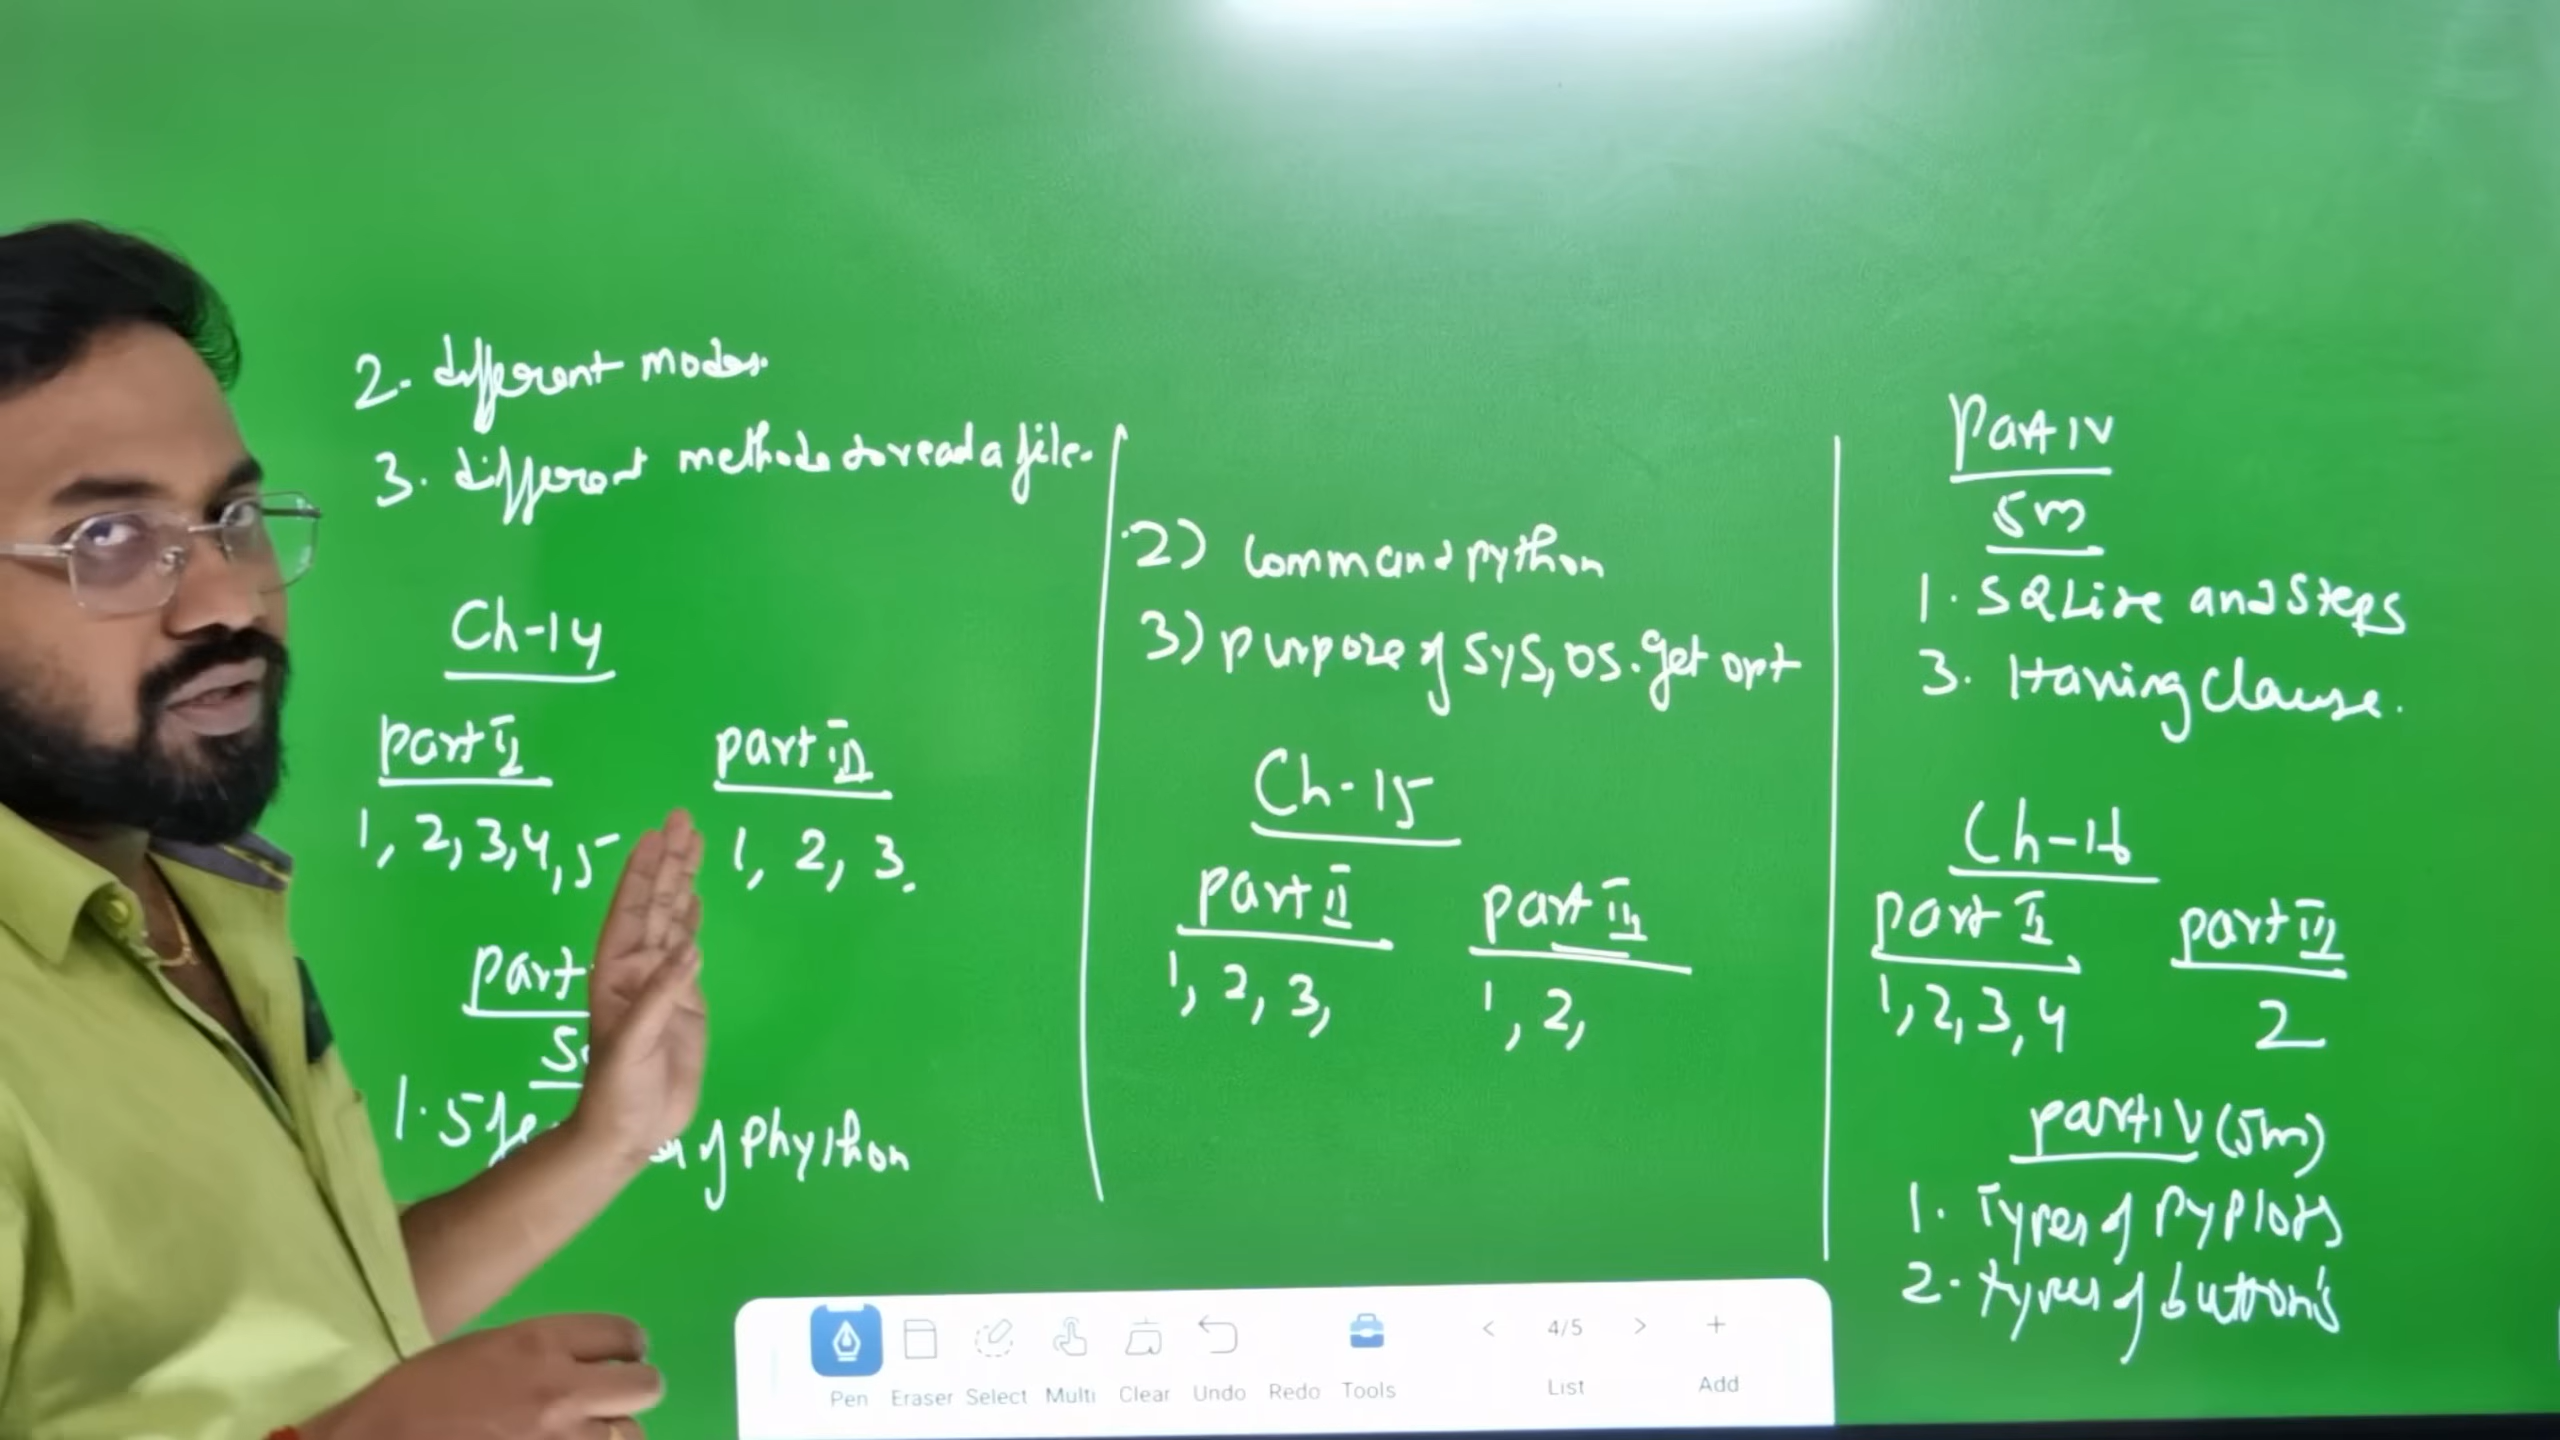 2. different modes.
3. different methods to read a file.
Ch-14
Part II
Part III
1, 2, 3, 4, 5
1, 2, 3.
Part
1. 5 of Phython
2) Command python
3) Purpose of sys, os. get opt
Ch-15
Part II
Part III
1, 2, 3,
1, 2,
Part IV
5m
1. SQLite and Steps
3. Having Clause.
Ch-16
Part II
Part III
1, 2, 3, 4
2
Part IV (5m)
1. Types of Pyplots
2. types of button's
Pen Eraser Select Multi Clear Undo Redo Tools
< 4/5 > +
List Add